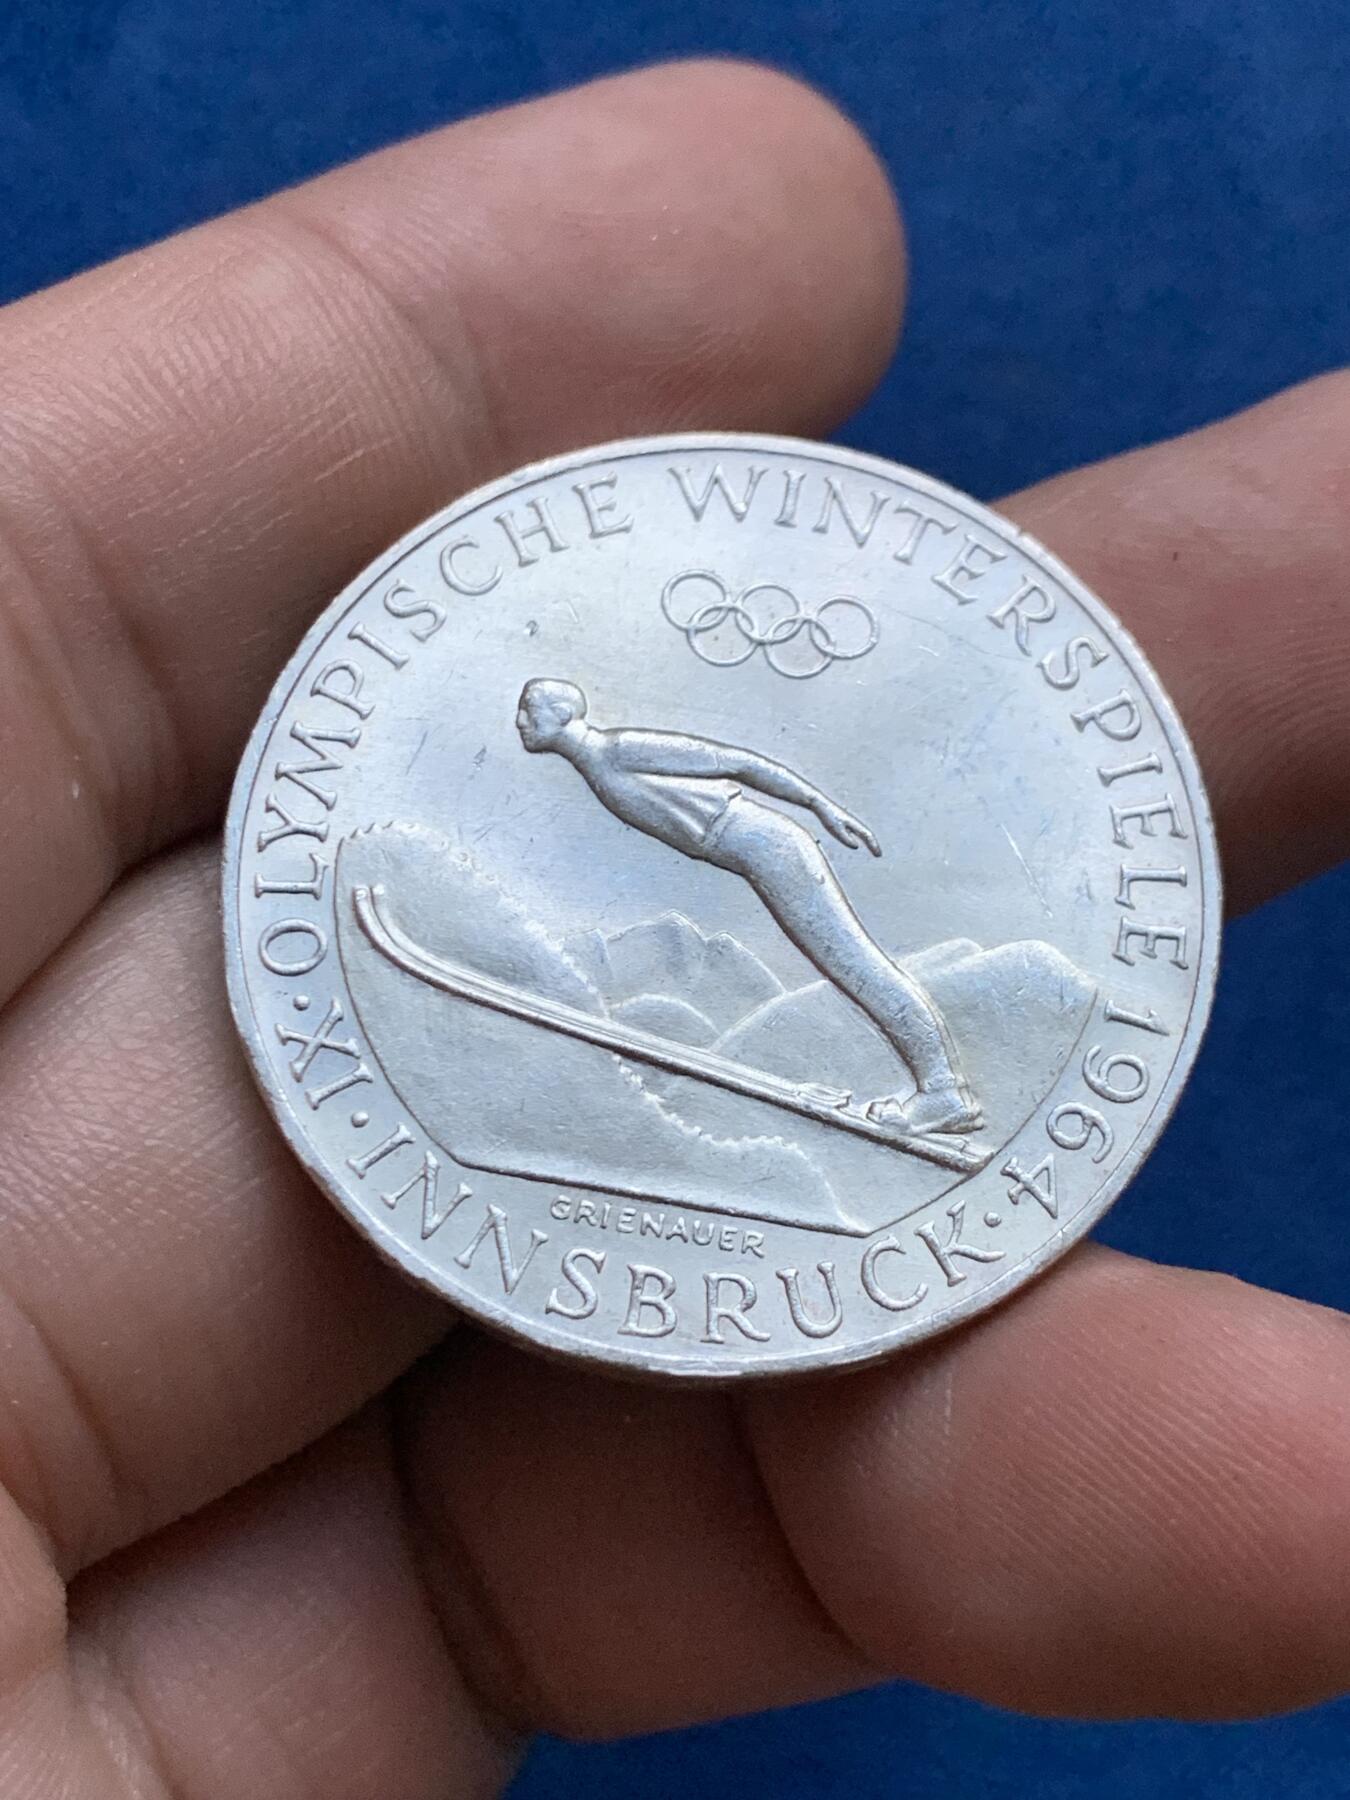 ·IX·OLYMPISCHE WINTERSPIELE 1964·
INNSBRUCK
GRIENAUER